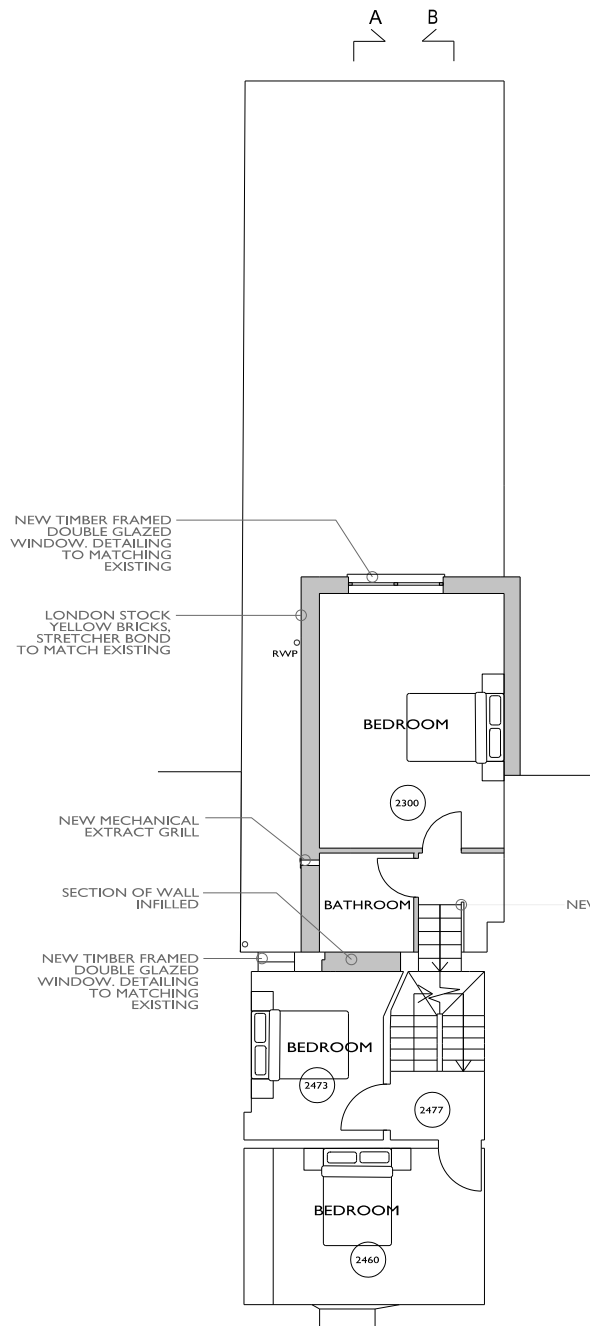 A B
NEW TIMBER FRAMED
DOUBLE GLAZED
WINDOW. DETAILING
TO MATCHING
EXISTING
LONDON STOCK
YELLOW BRICKS,
STRETCHER BOND
TO MATCH EXISTING
RWP
BEDROOM
2300
NEW MECHANICAL
EXTRACT GRILL
SECTION OF WALL
INFILLED
BATHROOM
NEW TIMBER FRAMED
DOUBLE GLAZED
WINDOW. DETAILING
TO MATCHING
EXISTING
BEDROOM
2473
2477
BEDROOM
2460